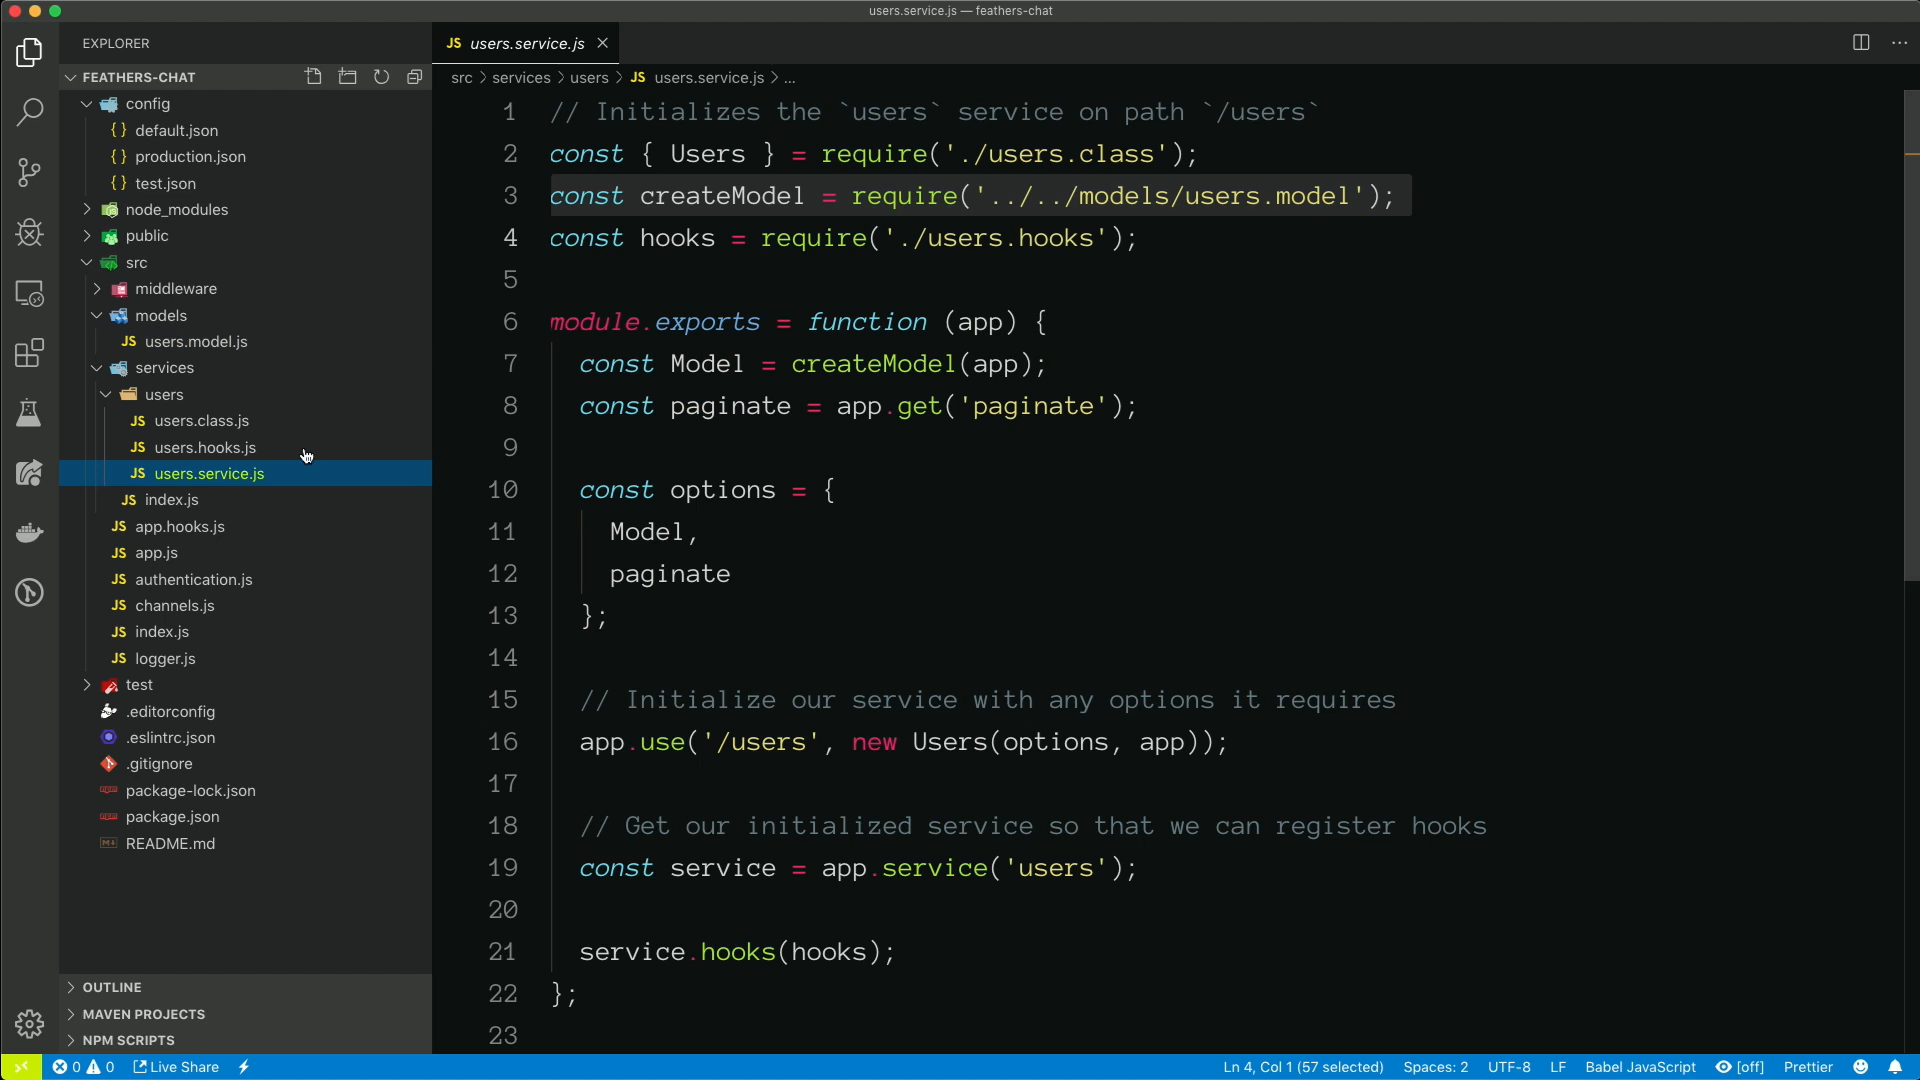 users.service.js — feathers-chat
EXPLORER
FEATHERS-CHAT
config
{} default.json
{} production.json
{} test.json
node_modules
public
src
middleware
models
JS users.model.js
services
users
JS users.class.js
JS users.hooks.js
JS users.service.js
JS index.js
JS app.hooks.js
JS app.js
JS authentication.js
JS channels.js
JS index.js
JS logger.js
test
.editorconfig
.eslintrc.json
.gitignore
package-lock.json
package.json
README.md
OUTLINE
MAVEN PROJECTS
NPM SCRIPTS
JS users.service.js ×
src > services > users > JS users.service.js > ...
1 // Initializes the `users` service on path `/users`
2 const { Users } = require('./users.class');
3 const createModel = require('../../models/users.model');
4 const hooks = require('./users.hooks');
5
6 module.exports = function (app) {
7 const Model = createModel(app);
8 const paginate = app.get('paginate');
9
10 const options = {
11 Model,
12 paginate
13 };
14
15 // Initialize our service with any options it requires
16 app.use('/users', new Users(options, app));
17
18 // Get our initialized service so that we can register hooks
19 const service = app.service('users');
20
21 service.hooks(hooks);
22 };
23
0 0 Live Share Ln 4, Col 1 (57 selected) Spaces: 2 UTF-8 LF Babel JavaScript [off] Prettier